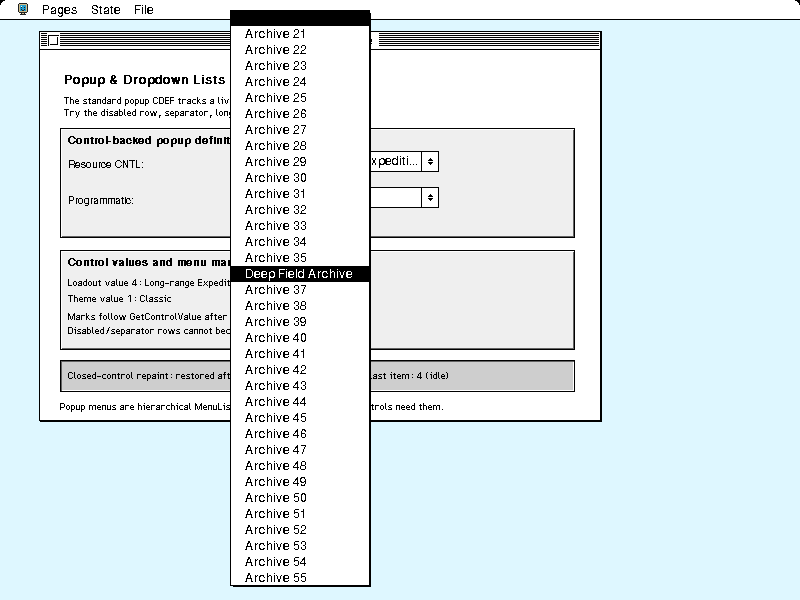 Pages State File
Popup & Dropdown Lists
The standard popup CDEF tracks a liv
Try the disabled row, separator, long
Control-backed popup definit
Resource CNTL:
xpediti...
Programmatic:
Control values and menu mar
Loadout value 4: Long-range Expedit
Theme value 1: Classic
Marks follow GetControlValue after
Disabled/separator rows cannot bec
Closed-control repaint: restored aft
last item: 4 (idle)
Popup menus are hierarchical MenuLis
trols need them.
Archive 21
Archive 22
Archive 23
Archive 24
Archive 25
Archive 26
Archive 27
Archive 28
Archive 29
Archive 30
Archive 31
Archive 32
Archive 33
Archive 34
Archive 35
Deep Field Archive
Archive 37
Archive 38
Archive 39
Archive 40
Archive 41
Archive 42
Archive 43
Archive 44
Archive 45
Archive 46
Archive 47
Archive 48
Archive 49
Archive 50
Archive 51
Archive 52
Archive 53
Archive 54
Archive 55